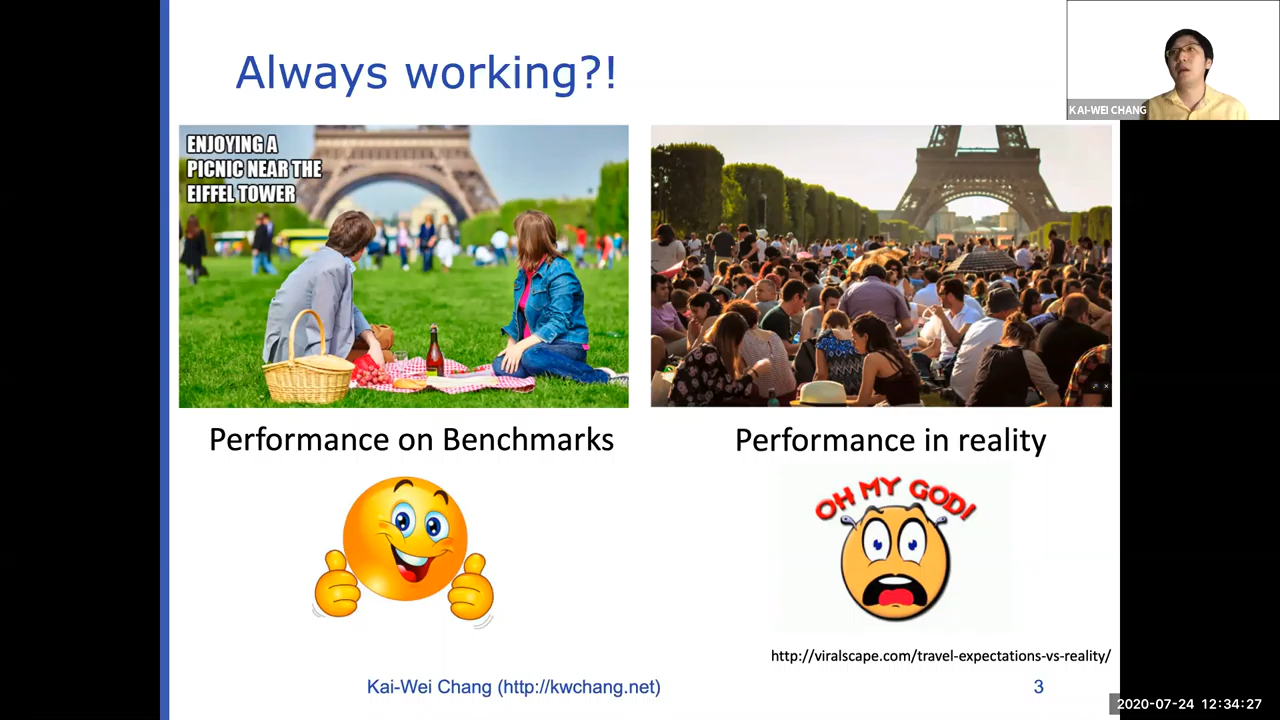 Always working?!
KAI-WEI CHANG
ENJOYING A
PICNIC NEAR THE
EIFFEL TOWER
Performance on Benchmarks
Performance in reality
OH MY GOD!
http://viralscape.com/travel-expectations-vs-reality/
Kai-Wei Chang (http://kwchang.net)
3
2020-07-24 12:34:27